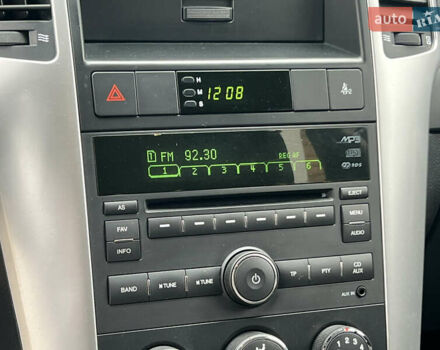 auto RIA
H
M
S
12 08
1 FM 92.30 REG AF
MP3
1 2 3 4 5 6
RDS
AS
EJECT
FAV
MENU
INFO
AUDIO
BAND
TUNE
TUNE
TP
PTY
CD
AUX
AUX IN